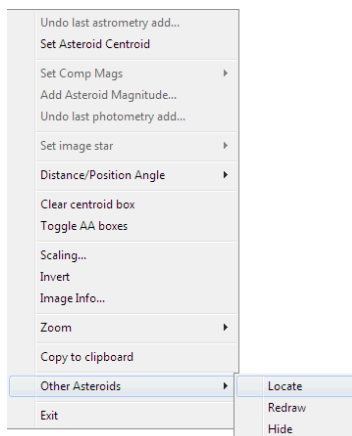 Undo last astrometry add...
Set Asteroid Centroid
Set Comp Mags
Add Asteroid Magnitude...
Undo last photometry add...
Set image star
Distance/Position Angle
Clear centroid box
Toggle AA boxes
Scaling...
Invert
Image Info...
Zoom
Copy to clipboard
Other Asteroids
Locate
Redraw
Exit
Hide